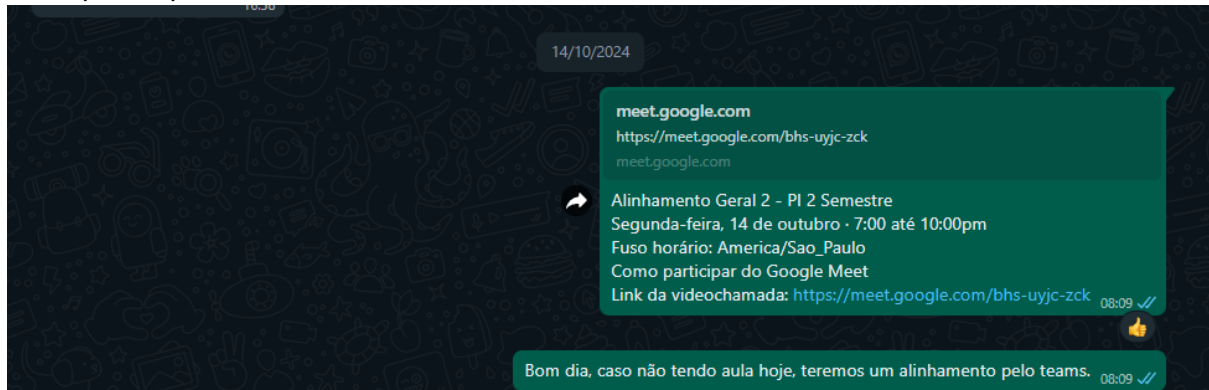 16:58
14/10/2024
meet.google.com
https://meet.google.com/bhs-uyjc-zck
meet.google.com
Alinhamento Geral 2 - PI 2 Semestre
Segunda-feira, 14 de outubro · 7:00 até 10:00pm
Fuso horário: America/Sao_Paulo
Como participar do Google Meet
Link da videochamada: https://meet.google.com/bhs-uyjc-zck 08:09
Bom dia, caso não tendo aula hoje, teremos um alinhamento pelo teams. 08:09